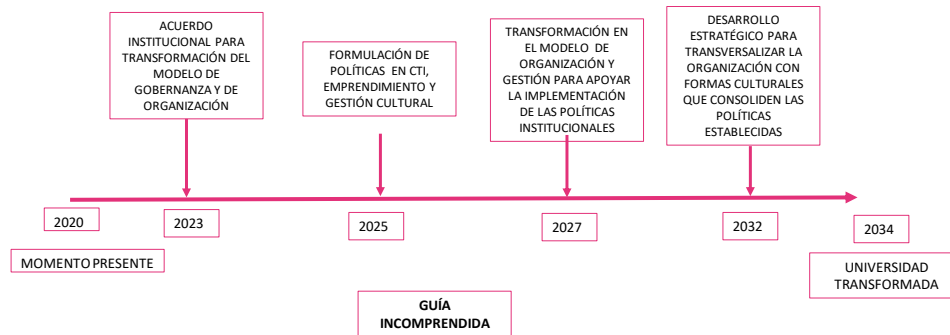 ACUERDO
INSTITUCIONAL PARA
TRANSFORMACIÓN DEL
MODELO DE
GOBERNANZA Y DE
ORGANIZACIÓN
FORMULACIÓN DE
POLÍTICAS EN CTI,
EMPRENDIMIENTO Y
GESTIÓN CULTURAL
TRANSFORMACIÓN EN
EL MODELO DE
ORGANIZACIÓN Y
GESTIÓN PARA APOYAR
LA IMPLEMENTACIÓN
DE LAS POLÍTICAS
INSTITUCIONALES
DESARROLLO
ESTRATÉGICO PARA
TRANSVERSALIZAR LA
ORGANIZACIÓN CON
FORMAS CULTURALES
QUE CONSOLIDEN LAS
POLÍTICAS
ESTABLECIDAS
2020
2023
2025
2027
2032
2034
MOMENTO PRESENTE
UNIVERSIDAD
TRANSFORMADA
GUÍA
INCOMPRENDIDA